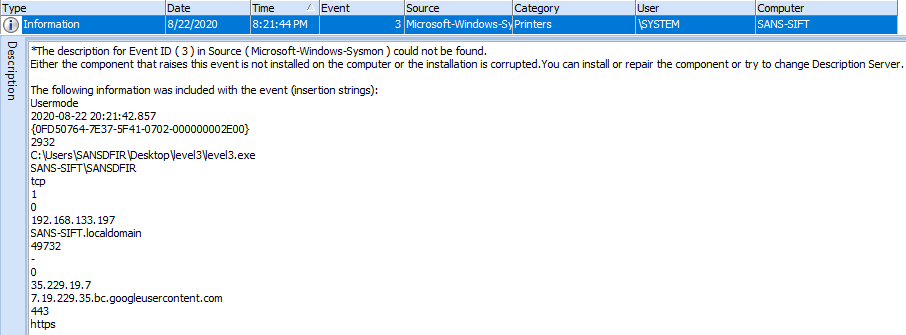 Type Date Time Event Source Category User Computer
Information 8/22/2020 8:21:44 PM 3 Microsoft-Windows-Sy Printers \SYSTEM SANS-SIFT
Description
*The description for Event ID ( 3 ) in Source ( Microsoft-Windows-Sysmon ) could not be found.
Either the component that raises this event is not installed on the computer or the installation is corrupted.You can install or repair the component or try to change Description Server.
The following information was included with the event (insertion strings):
Usermode
2020-08-22 20:21:42.857
{0FD50764-7E37-5F41-0702-000000002E00}
2932
C:\Users\SANSDFIR\Desktop\level3\level3.exe
SANS-SIFT\SANSDFIR
tcp
1
0
192.168.133.197
SANS-SIFT.localdomain
49732
-
0
35.229.19.7
7.19.229.35.bc.googleusercontent.com
443
https